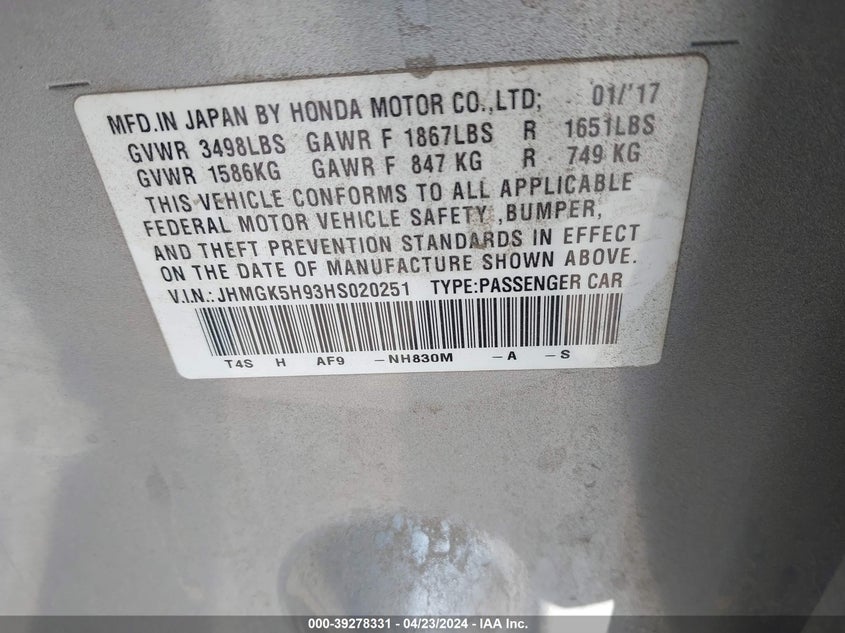 MFD.IN JAPAN BY HONDA MOTOR CO.,LTD; 01/'17
GVWR 3498LBS GAWR F 1867LBS R 1651LBS
GVWR 1586KG GAWR F 847 KG R 749 KG
THIS VEHICLE CONFORMS TO ALL APPLICABLE
FEDERAL MOTOR VEHICLE SAFETY ,BUMPER,
AND THEFT PREVENTION STANDARDS IN EFFECT
ON THE DATE OF MANUFACTURE SHOWN ABOVE.
V.I.N.: JHMGK5H93HS020251 TYPE:PASSENGER CAR
T4S H AF9 -NH830M -A -S
000-39278331 - 04/23/2024 - IAA Inc.